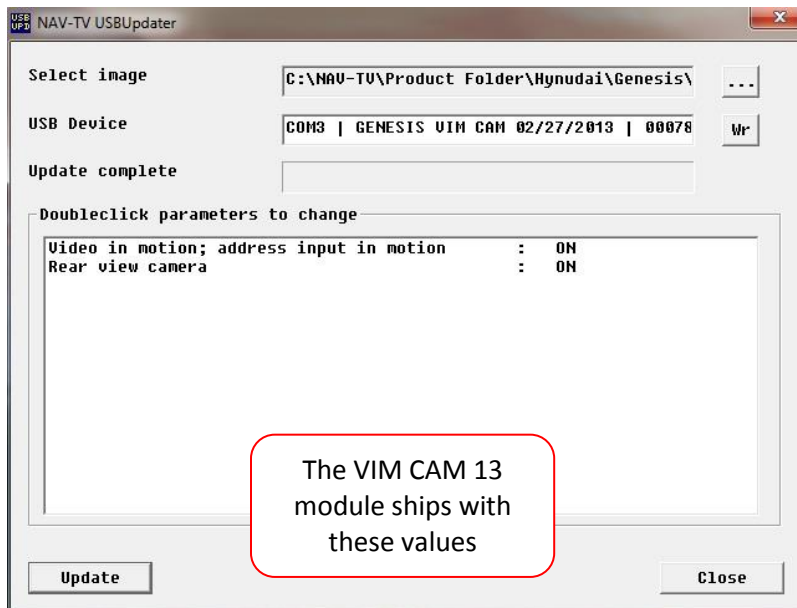 USB UPD NAV-TV USBUpdater
Select image C:\NAV-TV\Product Folder\Hynudai\Genesis\ ...
USB Device COM3 | GENESIS VIM CAM 02/27/2013 | 00078 Wr
Update complete
Doubleclick parameters to change
Video in motion; address input in motion : ON
Rear view camera : ON
The VIM CAM 13
module ships with
these values
Update Close